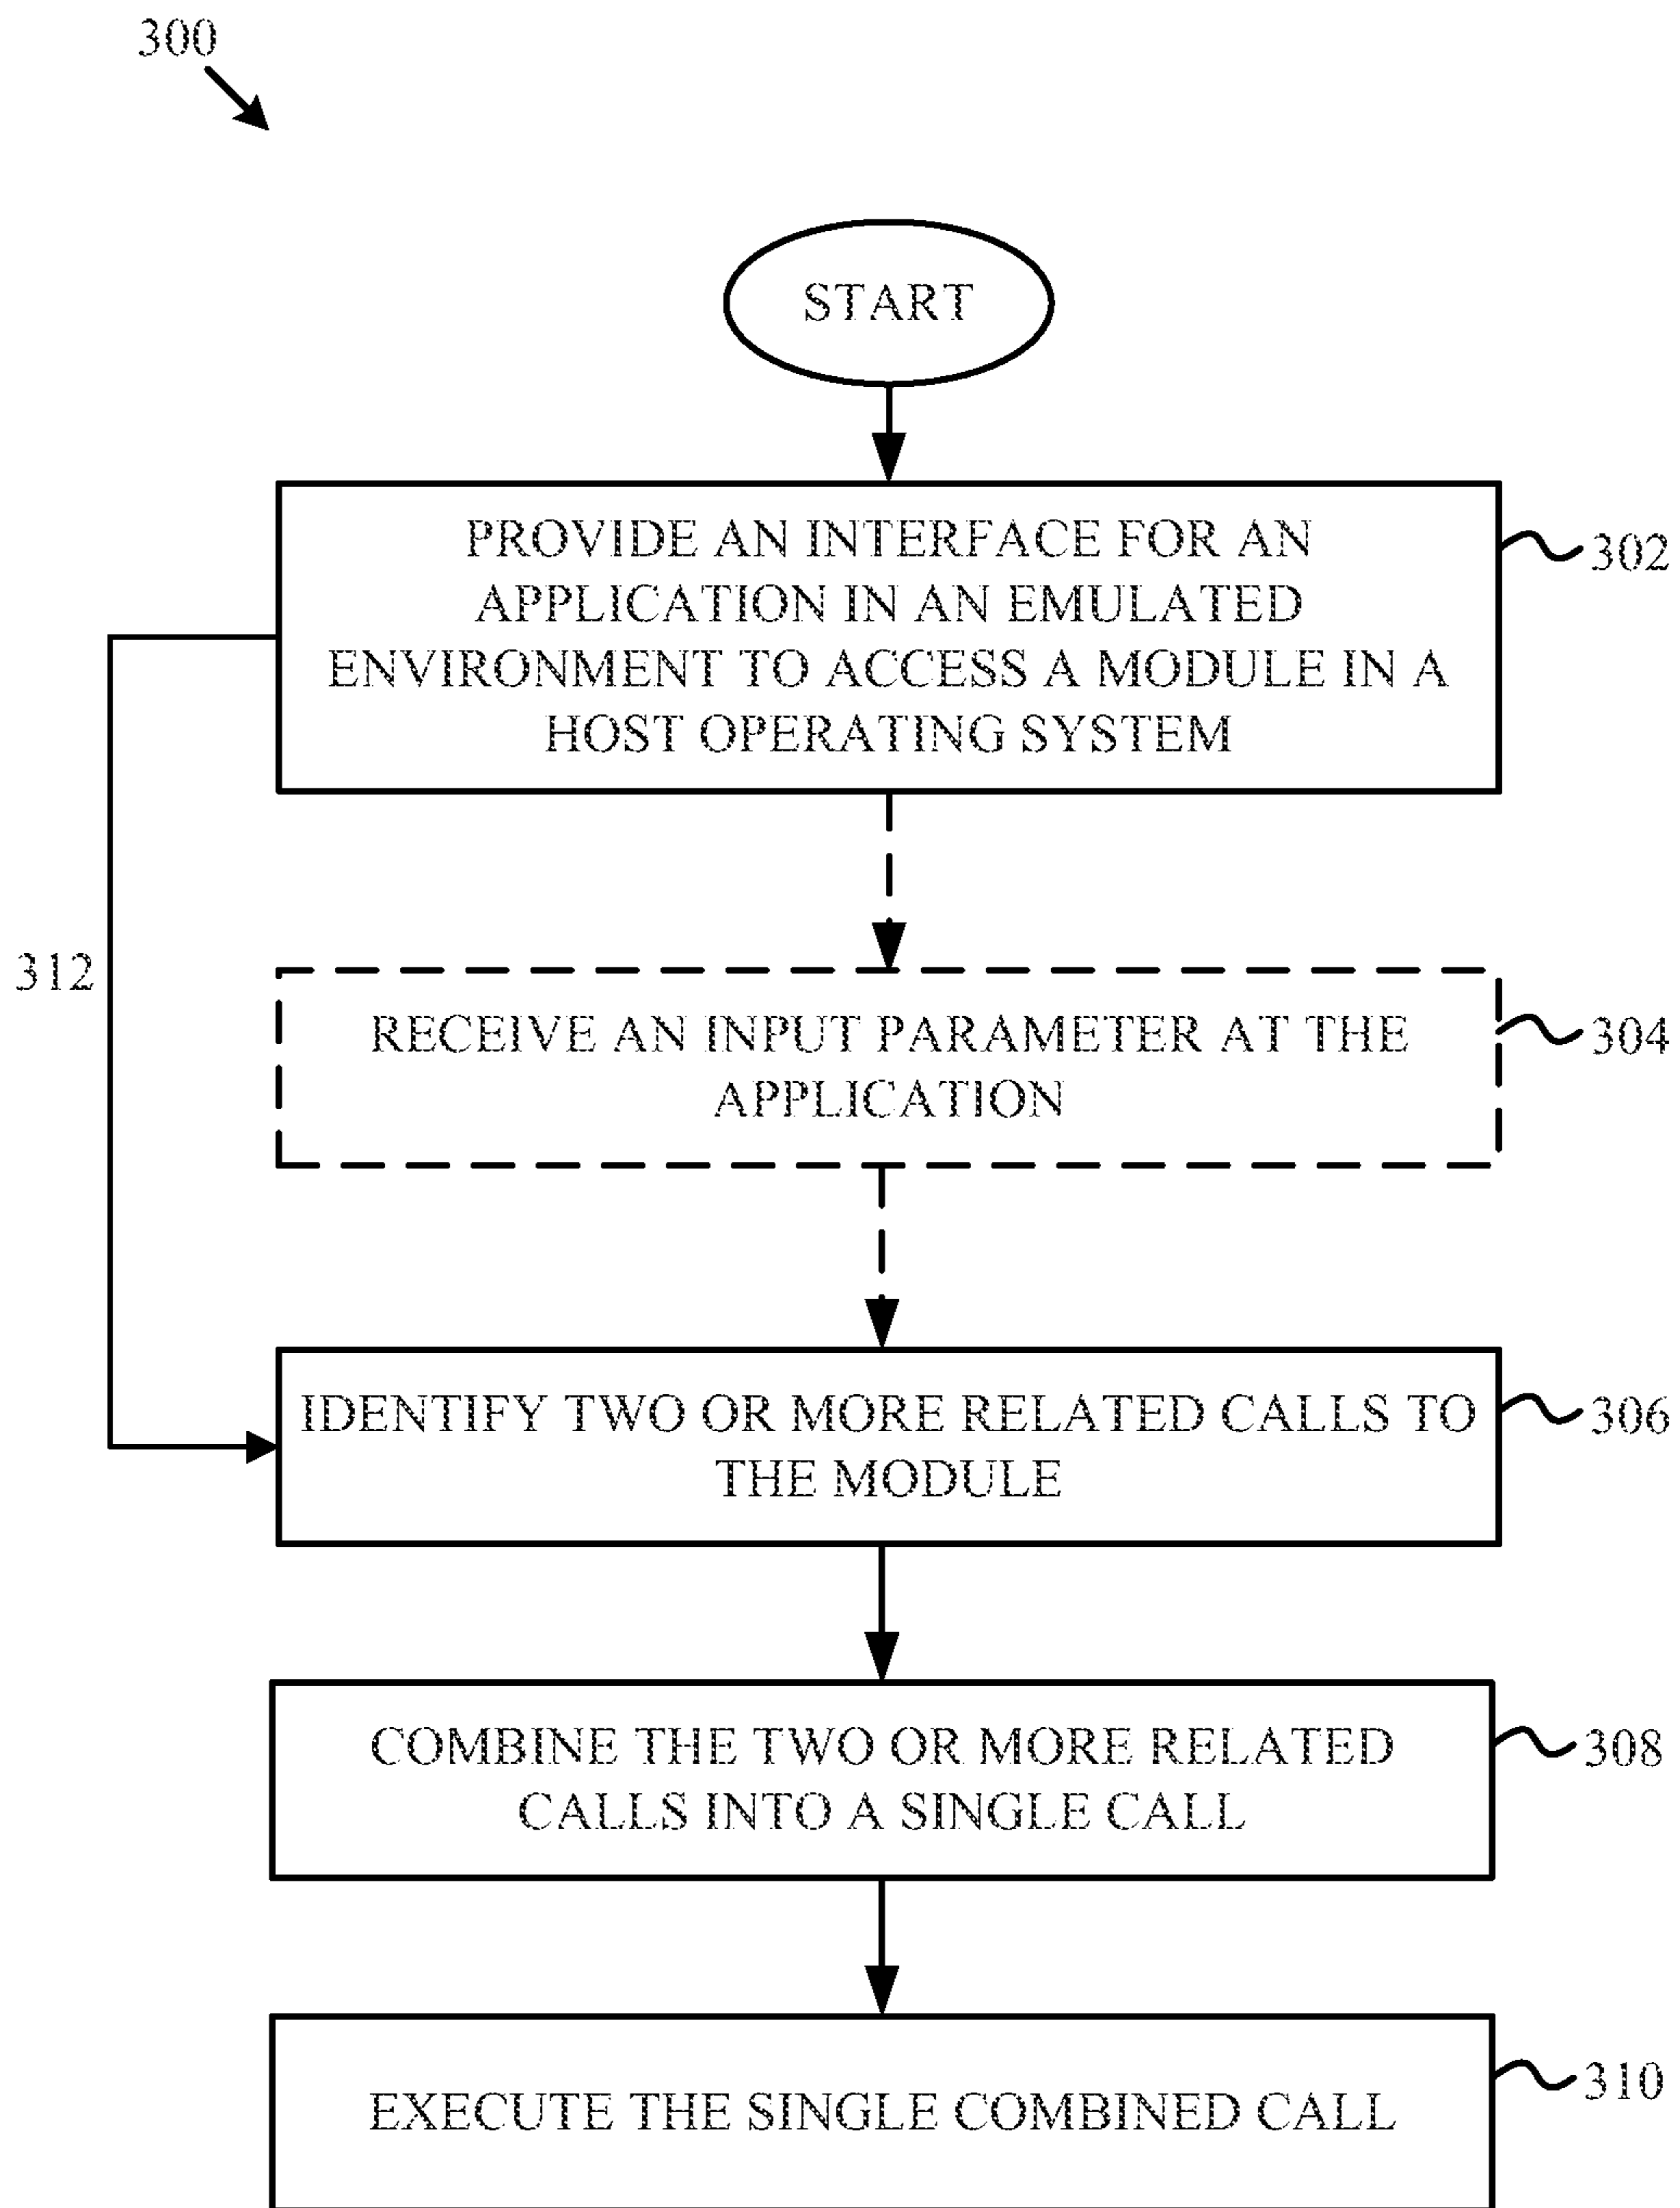 300
START
PROVIDE AN INTERFACE FOR AN
APPLICATION IN AN EMULATED
ENVIRONMENT TO ACCESS A MODULE IN A
HOST OPERATING SYSTEM
302
312
RECEIVE AN INPUT PARAMETER AT THE
APPLICATION
304
IDENTIFY TWO OR MORE RELATED CALLS TO
THE MODULE
306
COMBINE THE TWO OR MORE RELATED
CALLS INTO A SINGLE CALL
308
EXECUTE THE SINGLE COMBINED CALL
310